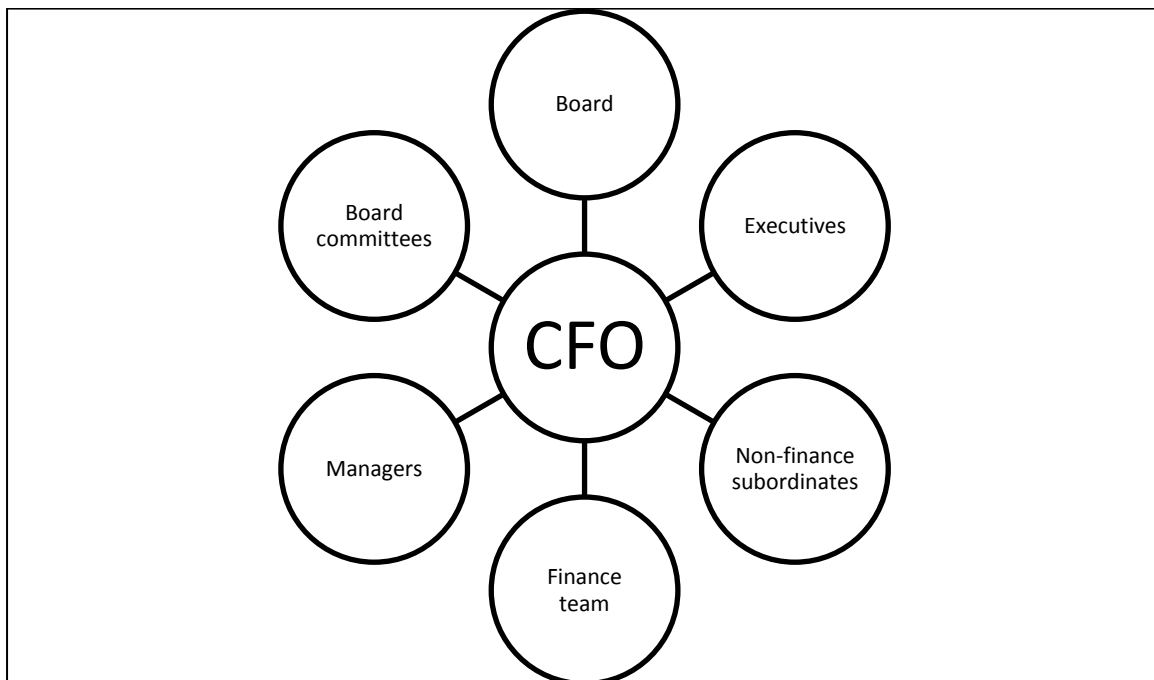 Board
Board
committees
Executives
CFO
Managers
Non-finance
subordinates
Finance
team